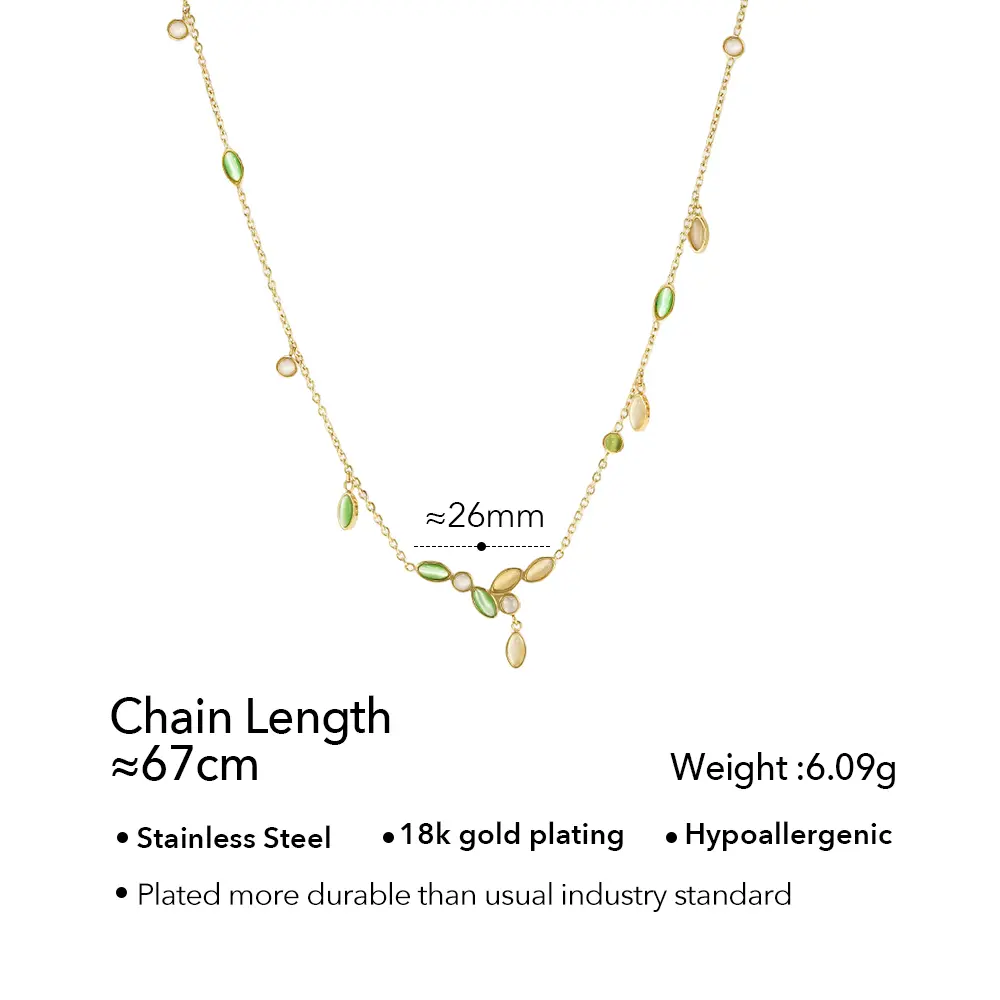 ≈26mm
Chain Length
≈67cm
Weight :6.09g
• Stainless Steel
• 18k gold plating
• Hypoallergenic
• Plated more durable than usual industry standard